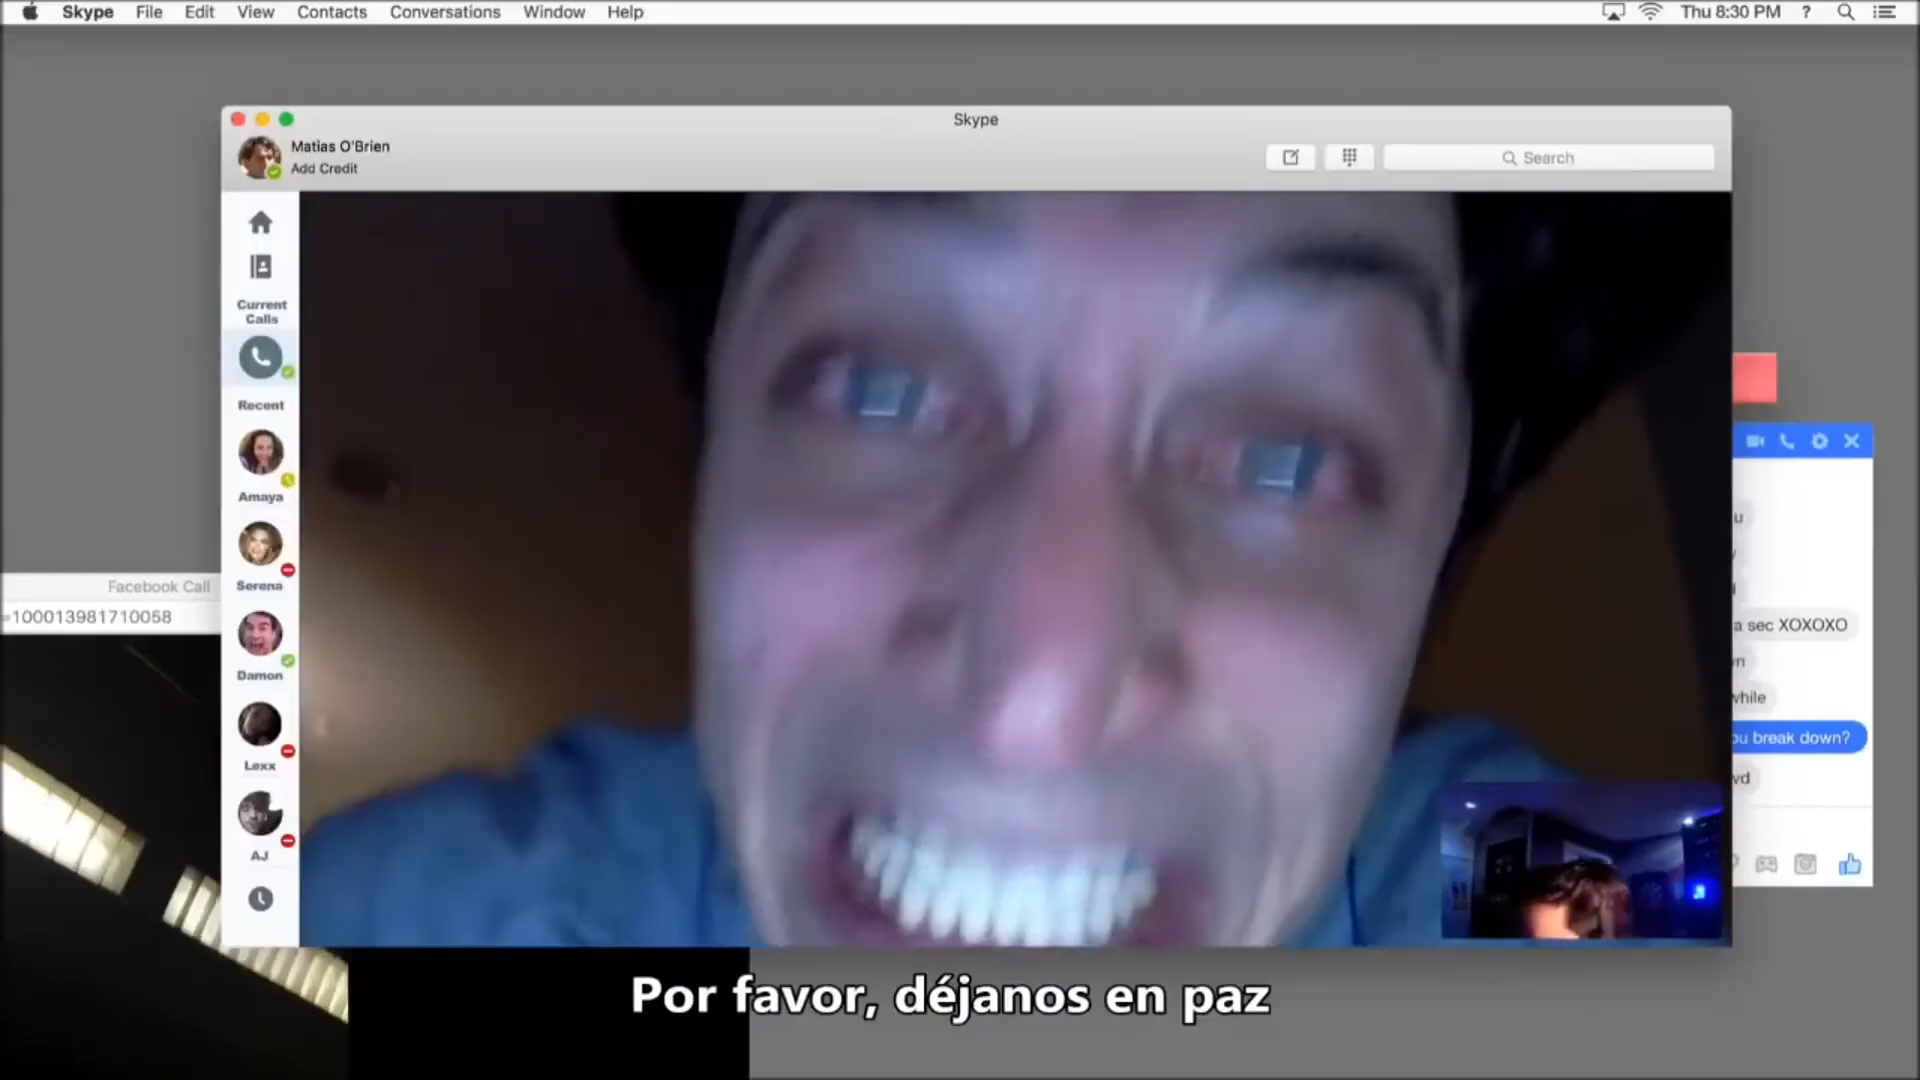 Skype File Edit View Contacts Conversations Window Help
Thu 8:30 PM ?
Skype
Matias O'Brien
Add Credit
Search
Current
Calls
Recent
Amaya
Serena
Damon
Lexx
AJ
Facebook Call
=100013981710058
u
a sec XOXOXO
while
ou break down?
wd
Por favor, déjanos en paz